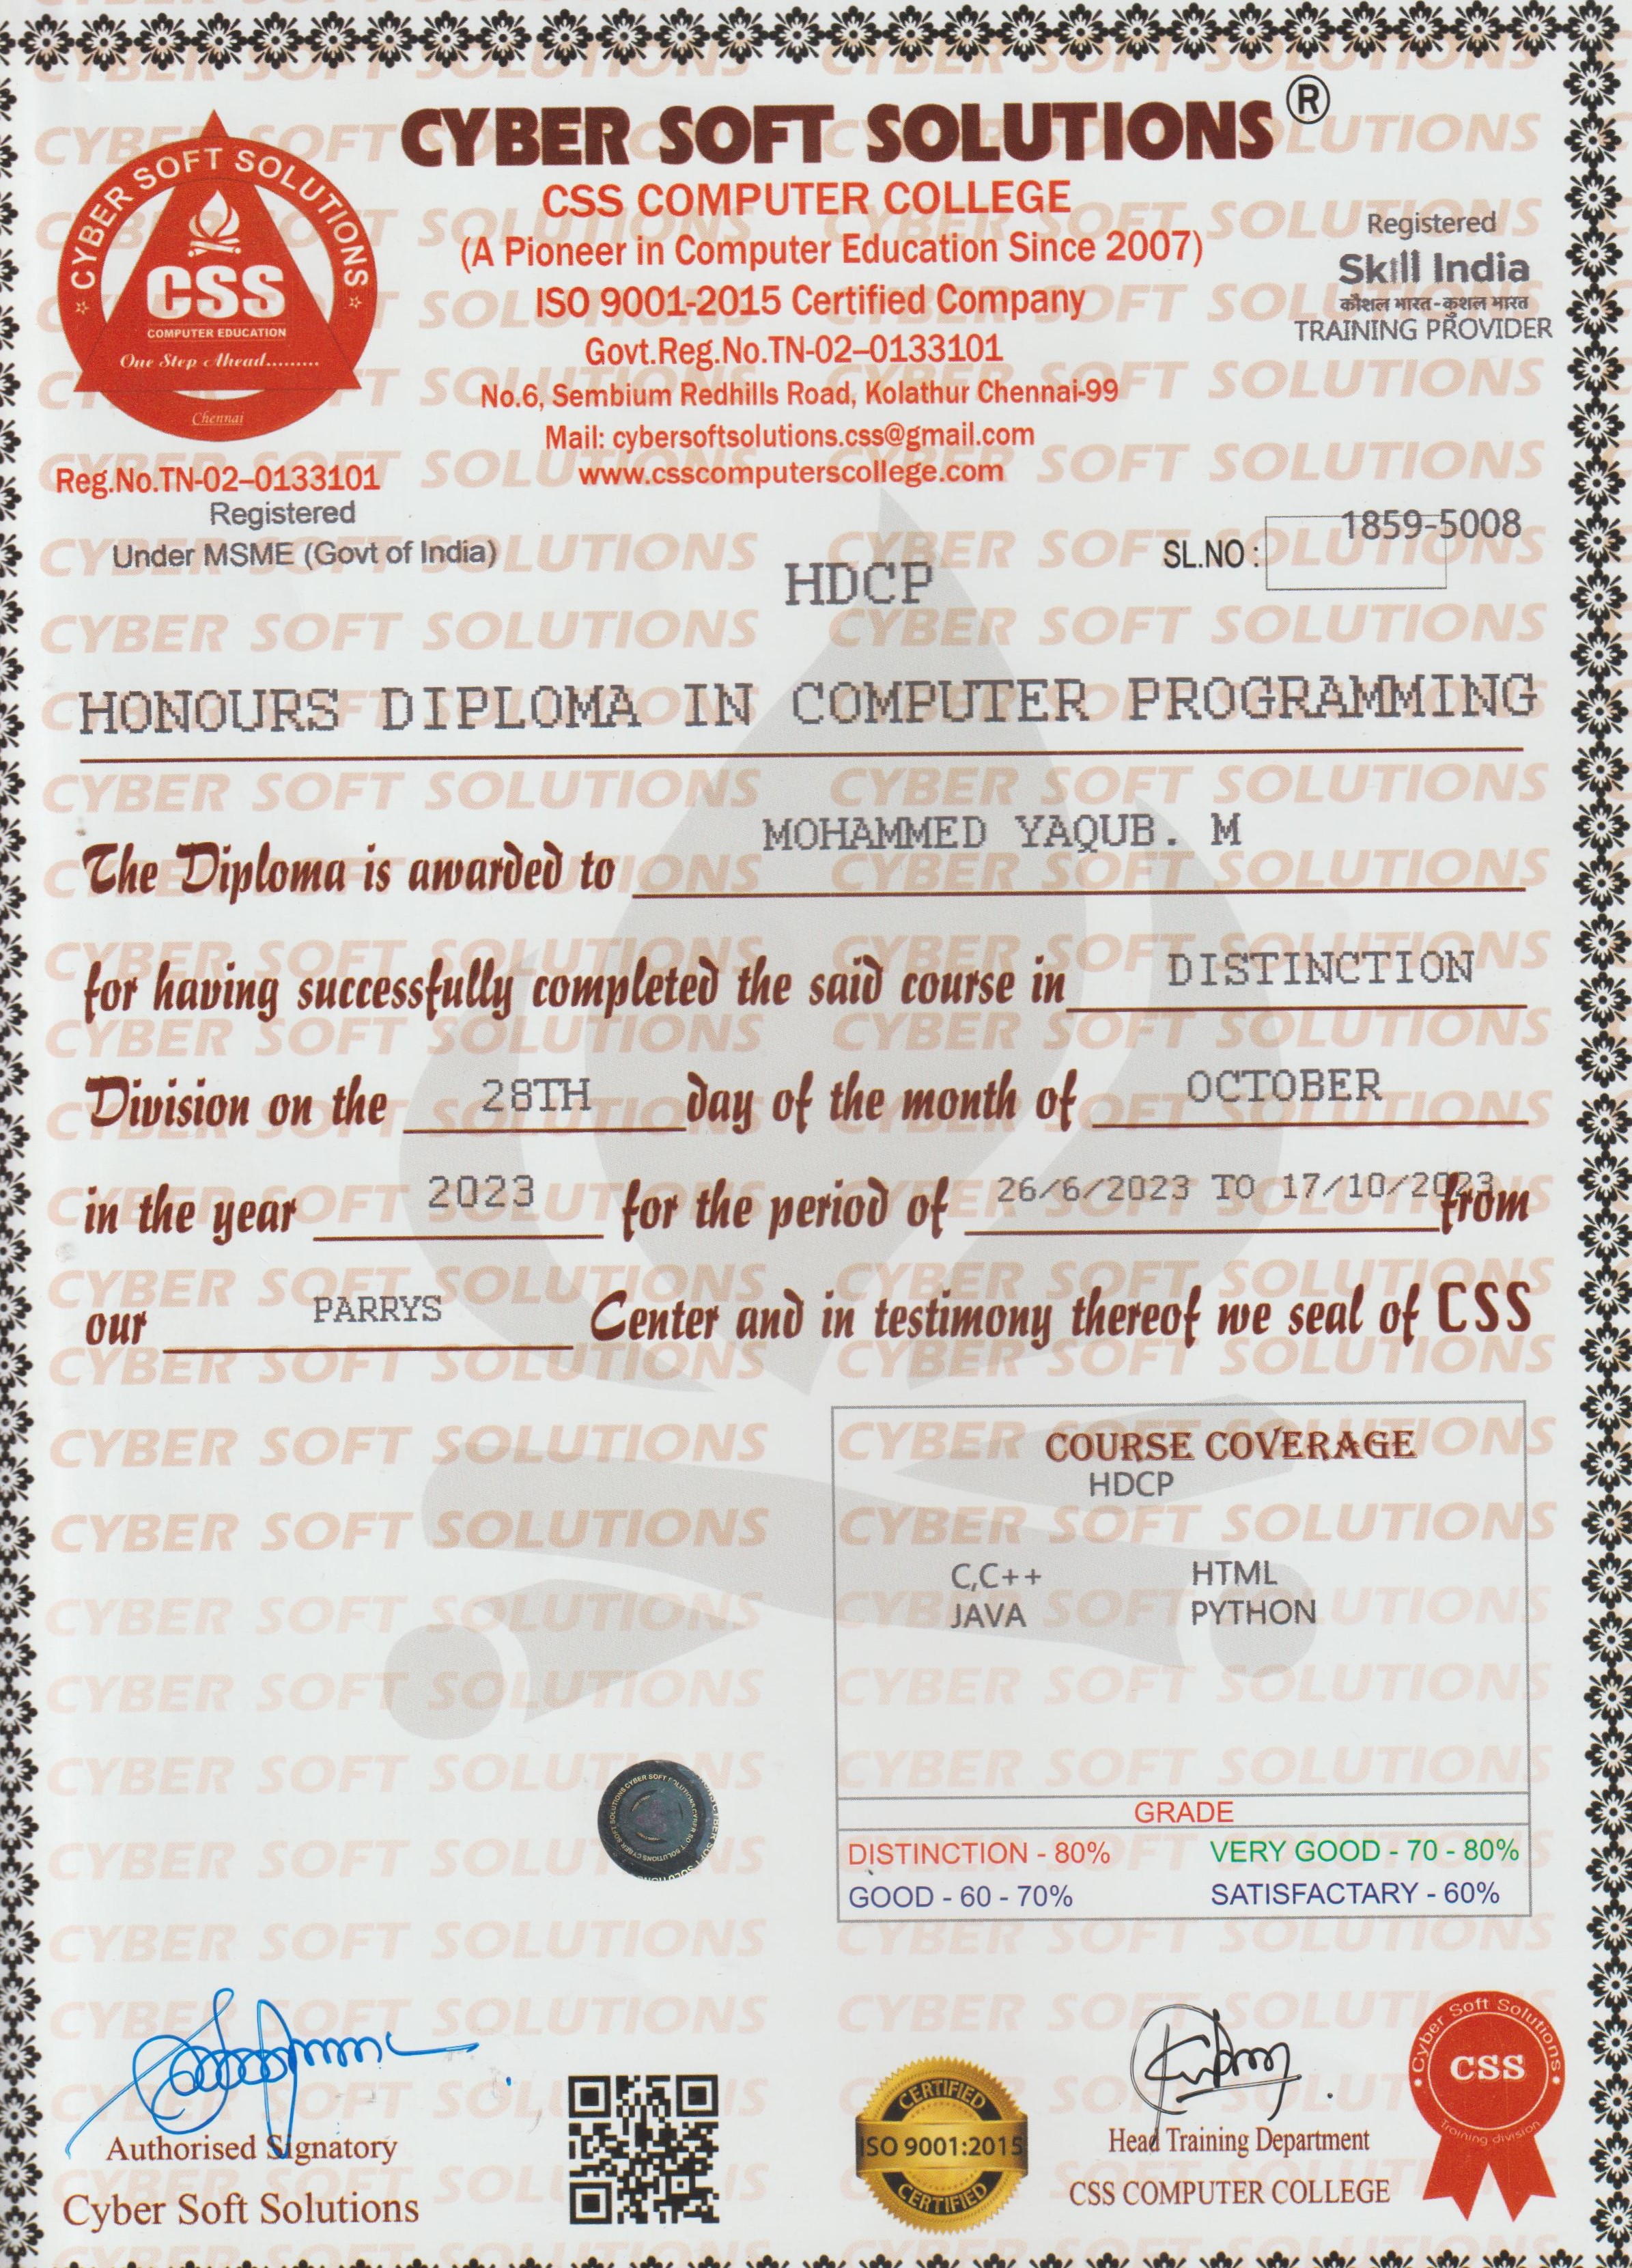 CYBER SOFT SOLUTIONS ®
CSS COMPUTER COLLEGE
(A Pioneer in Computer Education Since 2007)
ISO 9001-2015 Certified Company
Govt.Reg.No.TN-02–0133101
No.6, Sembium Redhills Road, Kolathur Chennai-99
Mail: cybersoftsolutions.css@gmail.com
www.csscomputerscollege.com
CYBER SOFT SOLUTIONS
CSS
COMPUTER EDUCATION
One Step Ahead.........
Chennai
Reg.No.TN-02–0133101
Registered
Under MSME (Govt of India)
Registered
Skill India
कौशल भारत-कुशल भारत
TRAINING PROVIDER
SL.NO : 1859-5008
HDCP
HONOURS DIPLOMA IN COMPUTER PROGRAMMING
The Diploma is awarded to MOHAMMED YAQUB. M
for having successfully completed the said course in DISTINCTION
Division on the 28TH day of the month of OCTOBER
in the year 2023 for the period of 26/6/2023 TO 17/10/2023 from
our PARRYS Center and in testimony thereof we seal of CSS
COURSE COVERAGE
HDCP
C,C++ HTML
JAVA PYTHON
GRADE
DISTINCTION - 80% VERY GOOD - 70 - 80%
GOOD - 60 - 70% SATISFACTARY - 60%
Authorised Signatory
Cyber Soft Solutions
CERTIFIED
ISO 9001:2015
CERTIFIED
Head Training Department
CSS COMPUTER COLLEGE
Cyber Soft Solutions
CSS
Training division